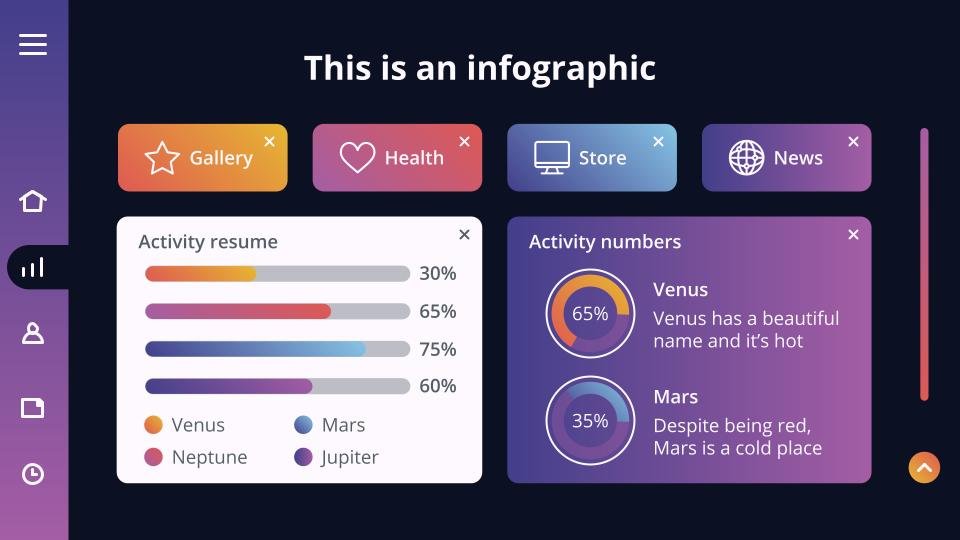 This is an infographic
Gallery
Health
Store
News
Activity resume
30%
65%
75%
60%
Venus
Mars
Neptune
Jupiter
Activity numbers
65%
Venus
Venus has a beautiful
name and it’s hot
35%
Mars
Despite being red,
Mars is a cold place